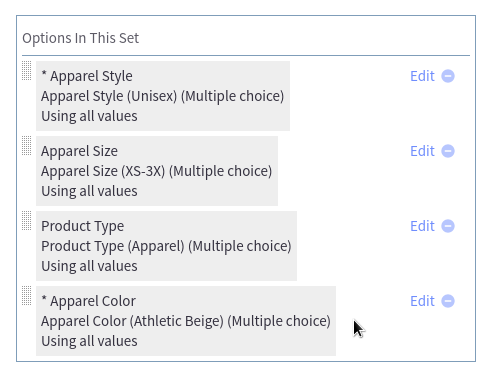 Options In This Set
* Apparel Style
Edit
Apparel Style (Unisex) (Multiple choice)
Using all values
Apparel Size
Edit
Apparel Size (XS-3X) (Multiple choice)
Using all values
Product Type
Edit
Product Type (Apparel) (Multiple choice)
Using all values
* Apparel Color
Edit
Apparel Color (Athletic Beige) (Multiple choice)
Using all values